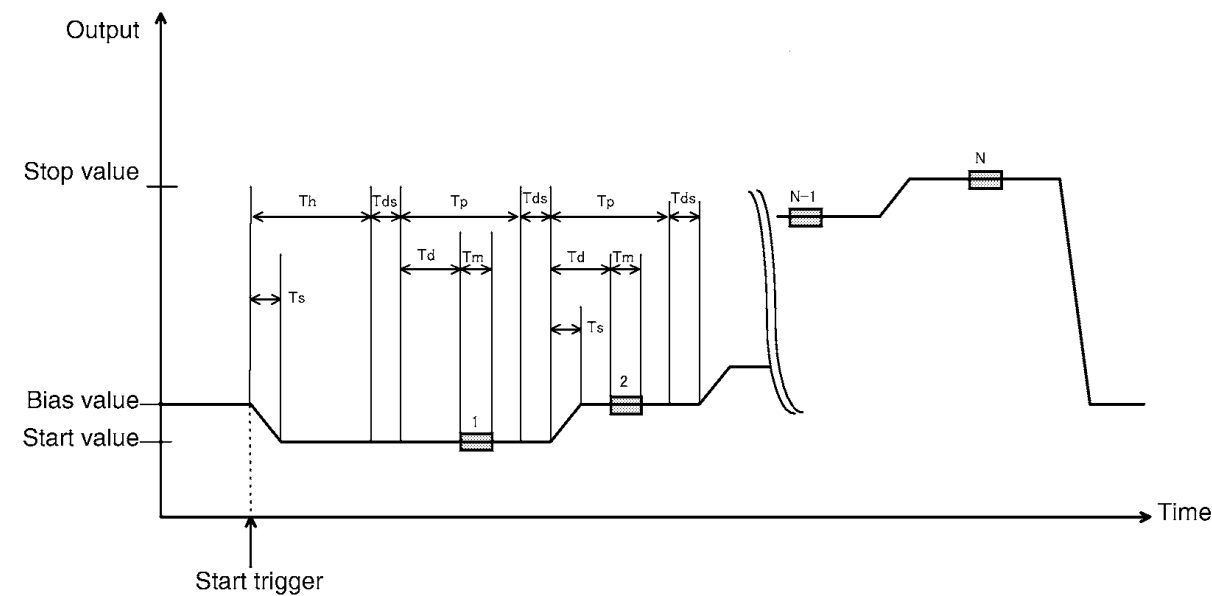 Output
Stop value
N
N-1
Th Tds Tp Tds Tp Tds
Td Tm Td Tm
Ts
Ts
2
Bias value
1
Start value
Time
Start trigger